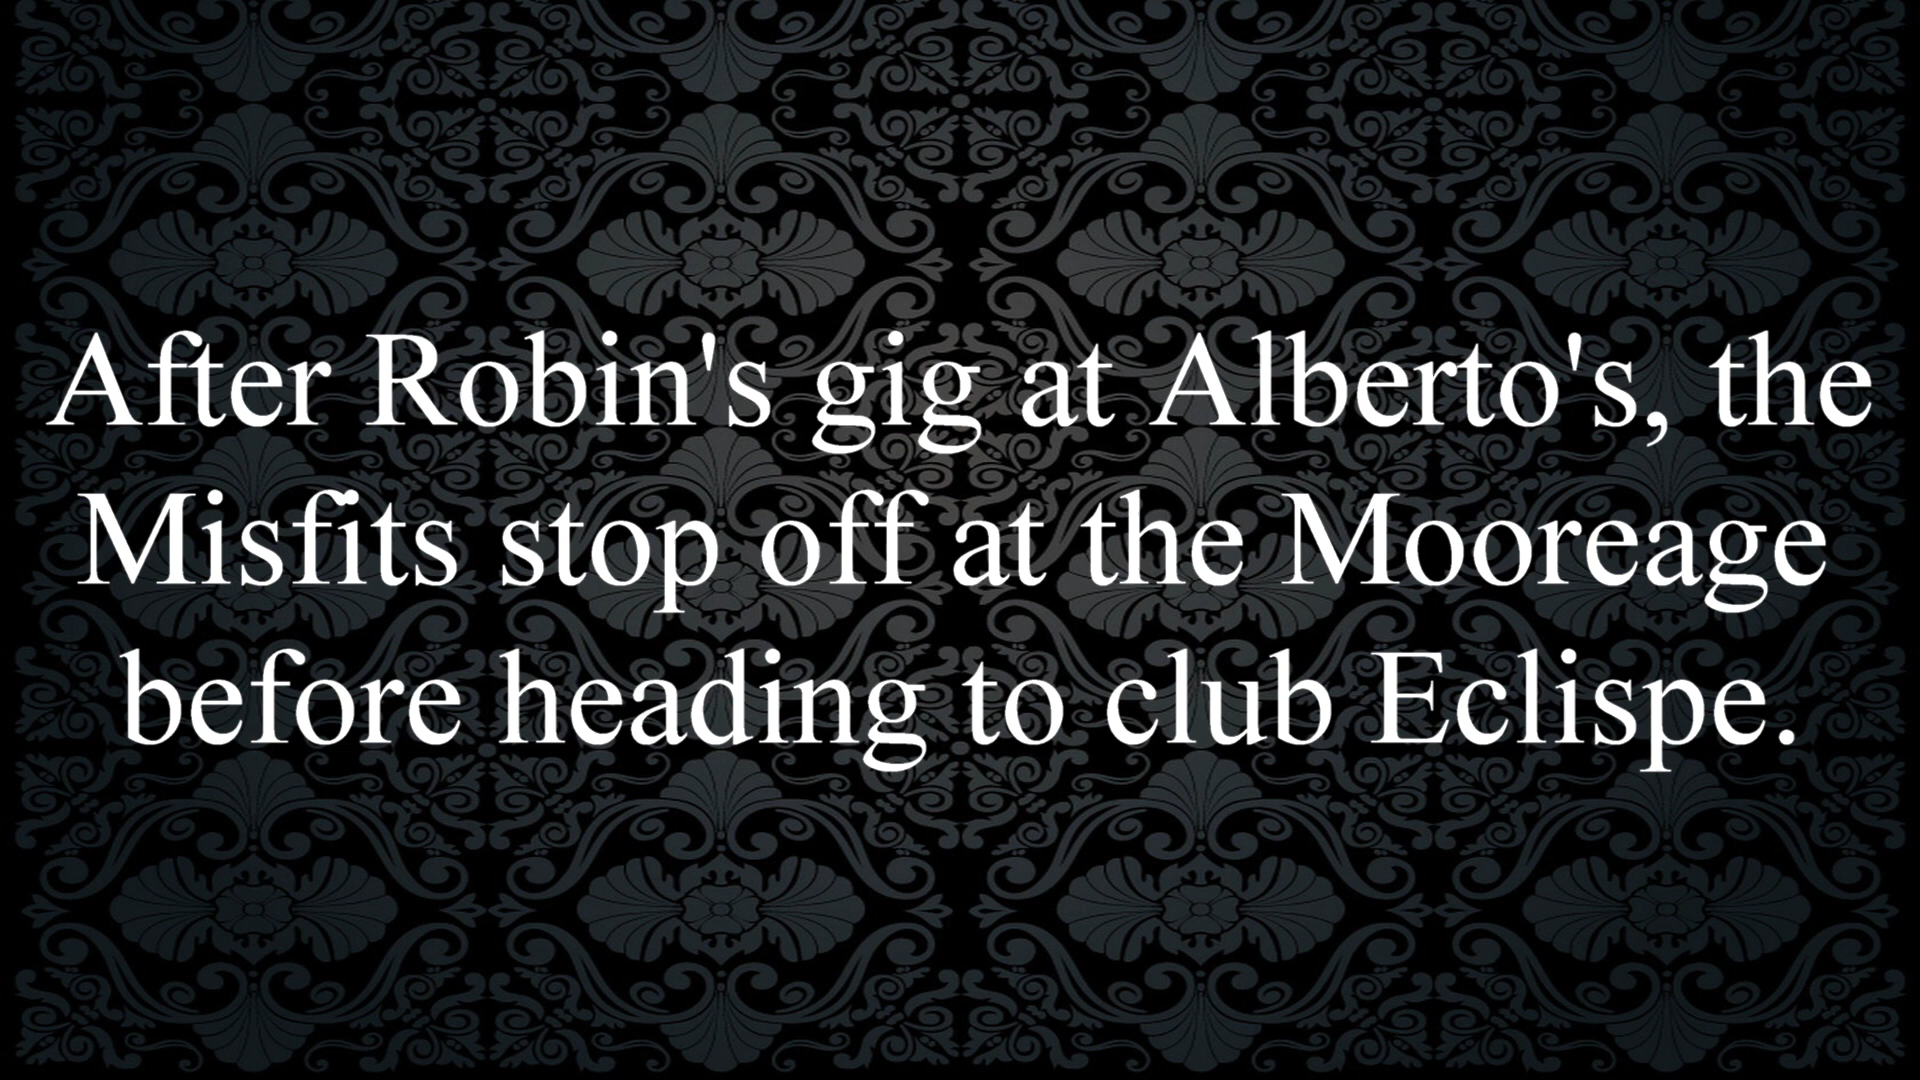 After Robin's gig at Alberto's, the
Misfits stop off at the Mooreage
before heading to club Eclispe.